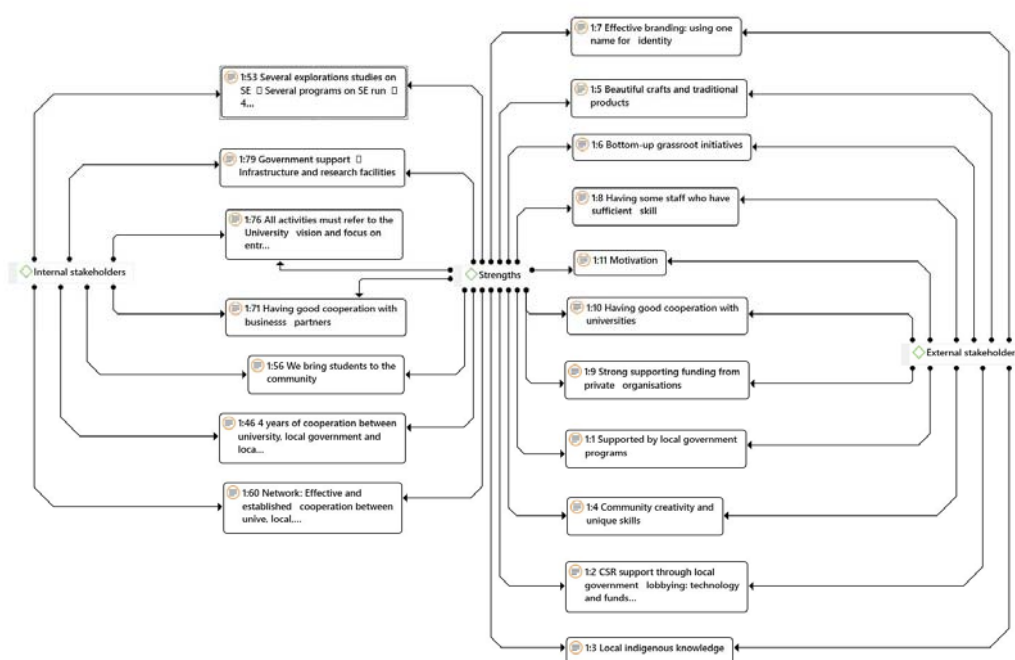 1:7 Effective branding: using one
name for identity
1:53 Several explorations studies on
SE Several programs on SE run
4...
1:5 Beautiful crafts and traditional
products
1:6 Bottom-up grassroot initiatives
1:79 Government support
Infrastructure and research facilities
1:8 Having some staff who have
sufficient skill
1:76 All activities must refer to the
University vision and focus on
entr...
1:11 Motivation
Internal stakeholders
Strengths
1:71 Having good cooperation with
businesss partners
1:10 Having good cooperation with
universities
External stakeholder
1:56 We bring students to the
community
1:9 Strong supporting funding from
private organisations
1:46 4 years of cooperation between
university, local government and
loca...
1:1 Supported by local government
programs
1:60 Network: Effective and
established cooperation between
unive, local....
1:4 Community creativity and
unique skills
1:2 CSR support through local
government lobbying: technology
and funds...
1:3 Local indigenous knowledge